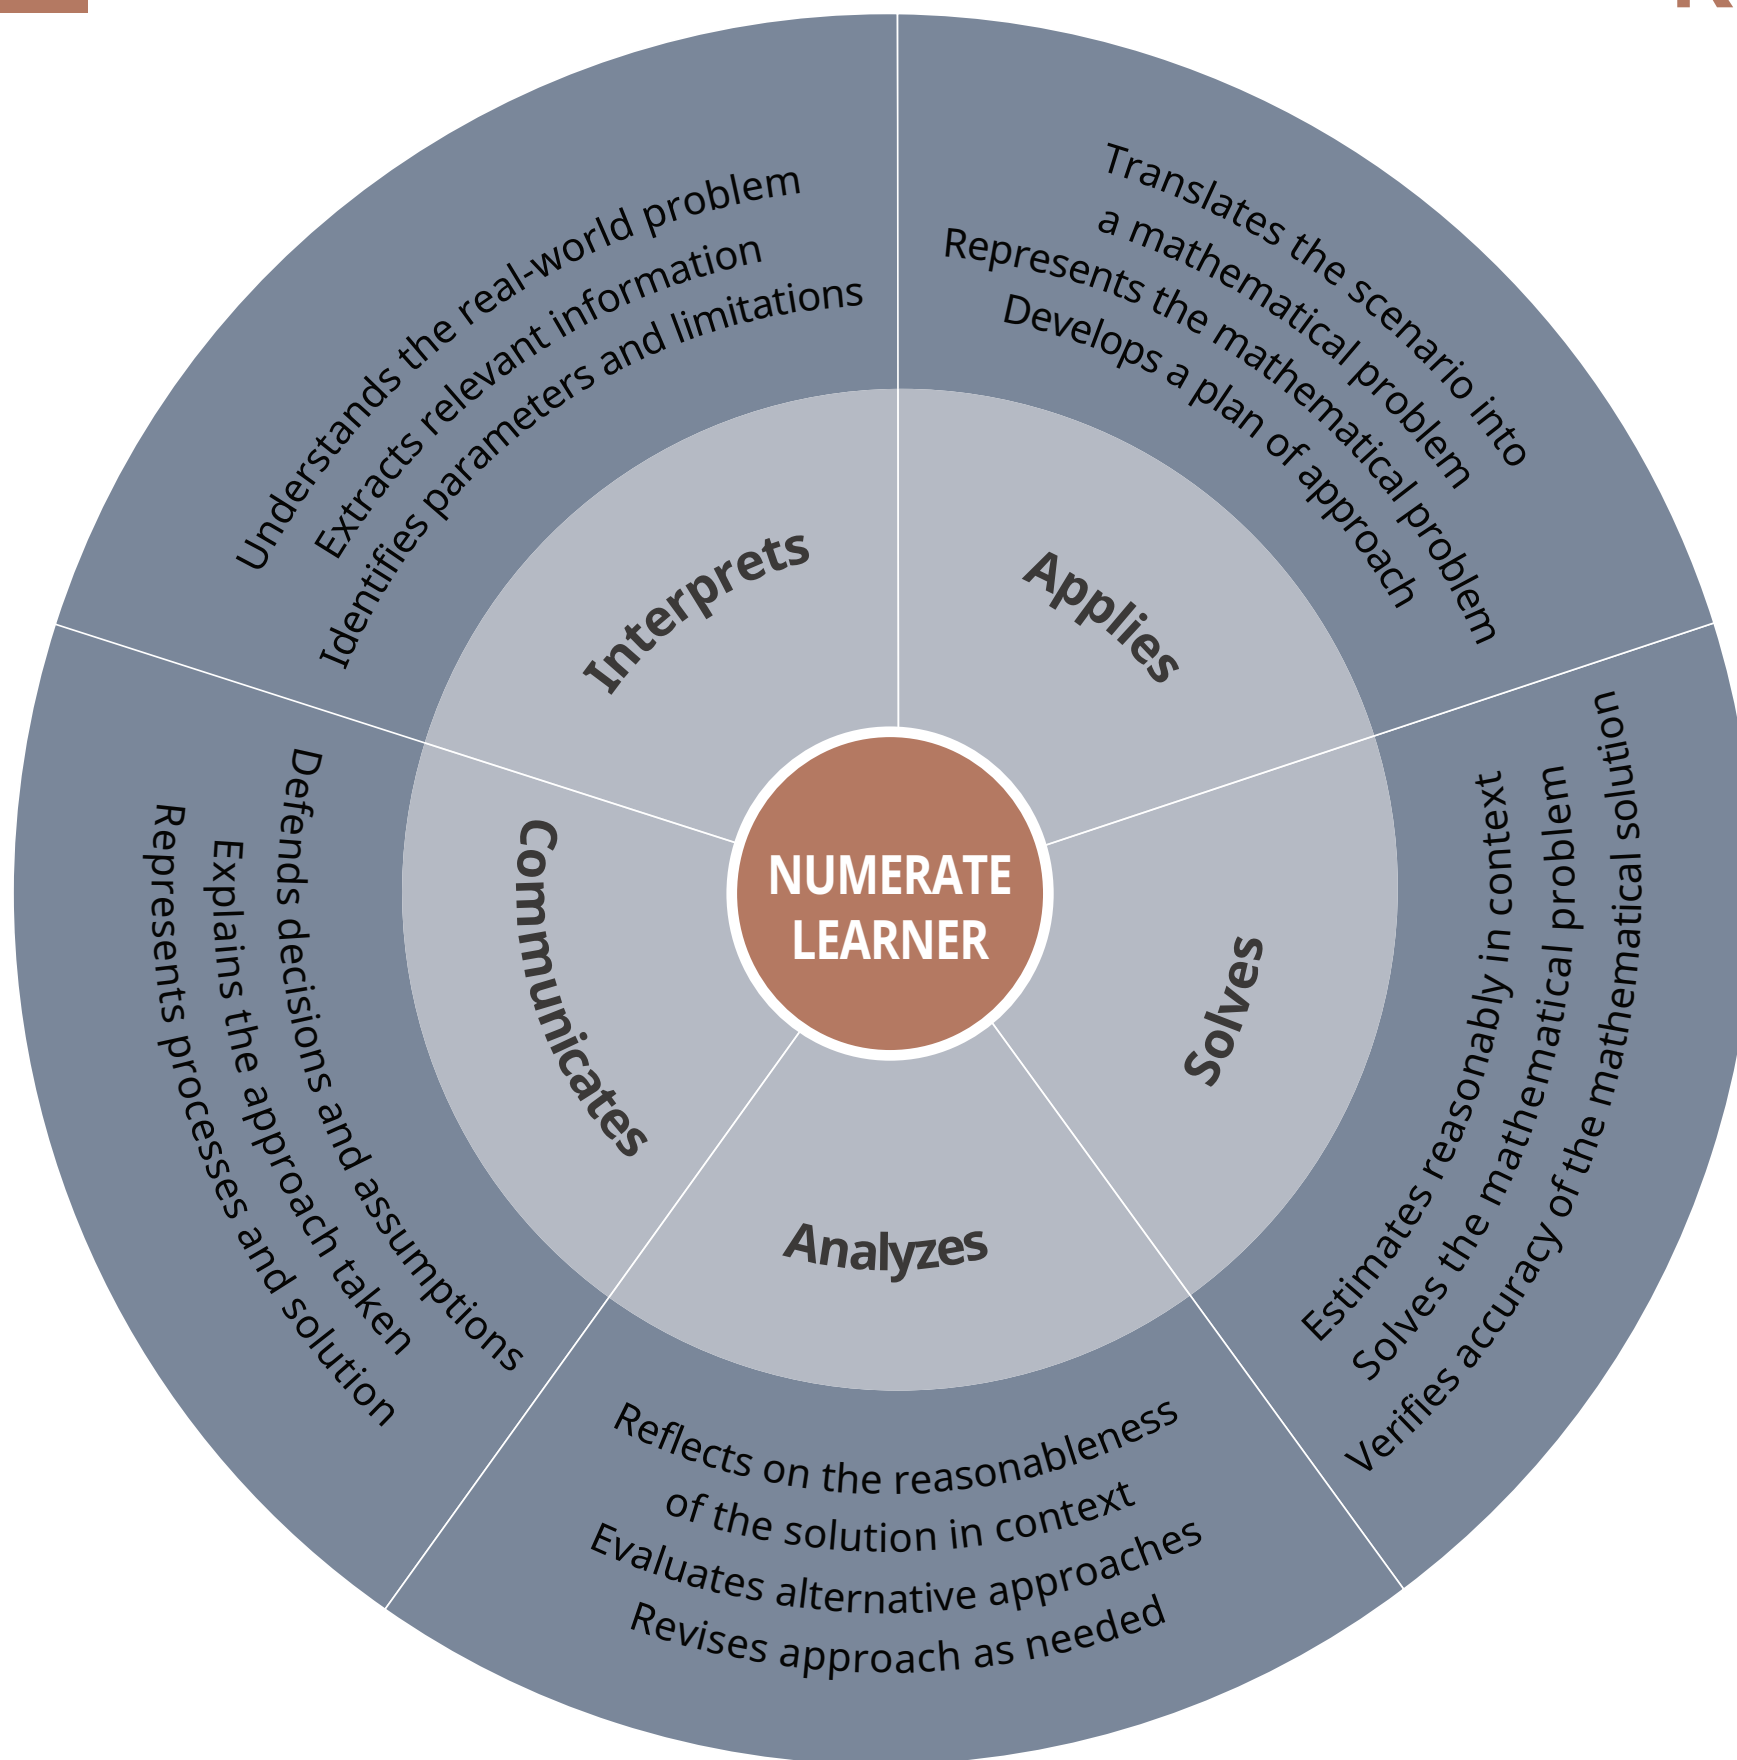 Understands the real-world problem
Extracts relevant information
Identifies parameters and limitations
Interprets
Translates the scenario into
a mathematical problem
Represents the mathematical problem
Develops a plan of approach
Applies
Estimates reasonably in context
Solves the mathematical problem
Verifies accuracy of the mathematical solution
Solves
Analyzes
Reflects on the reasonableness
of the solution in context
Evaluates alternative approaches
Revises approach as needed
Communicates
Defends decisions and assumptions
Explains the approach taken
Represents processes and solution
NUMERATE
LEARNER